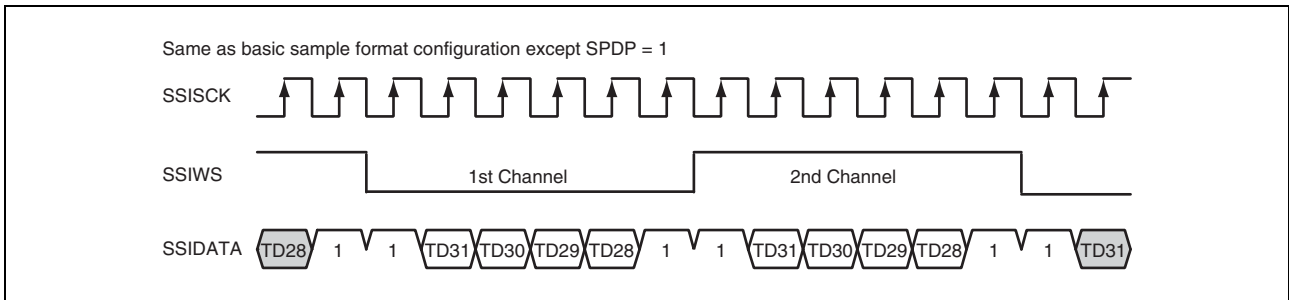 Same as basic sample format configuration except SPDP = 1
SSISCK
SSIWS 1st Channel 2nd Channel
SSIDATA TD28 1 1 TD31 TD30 TD29 TD28 1 1 TD31 TD30 TD29 TD28 1 1 TD31